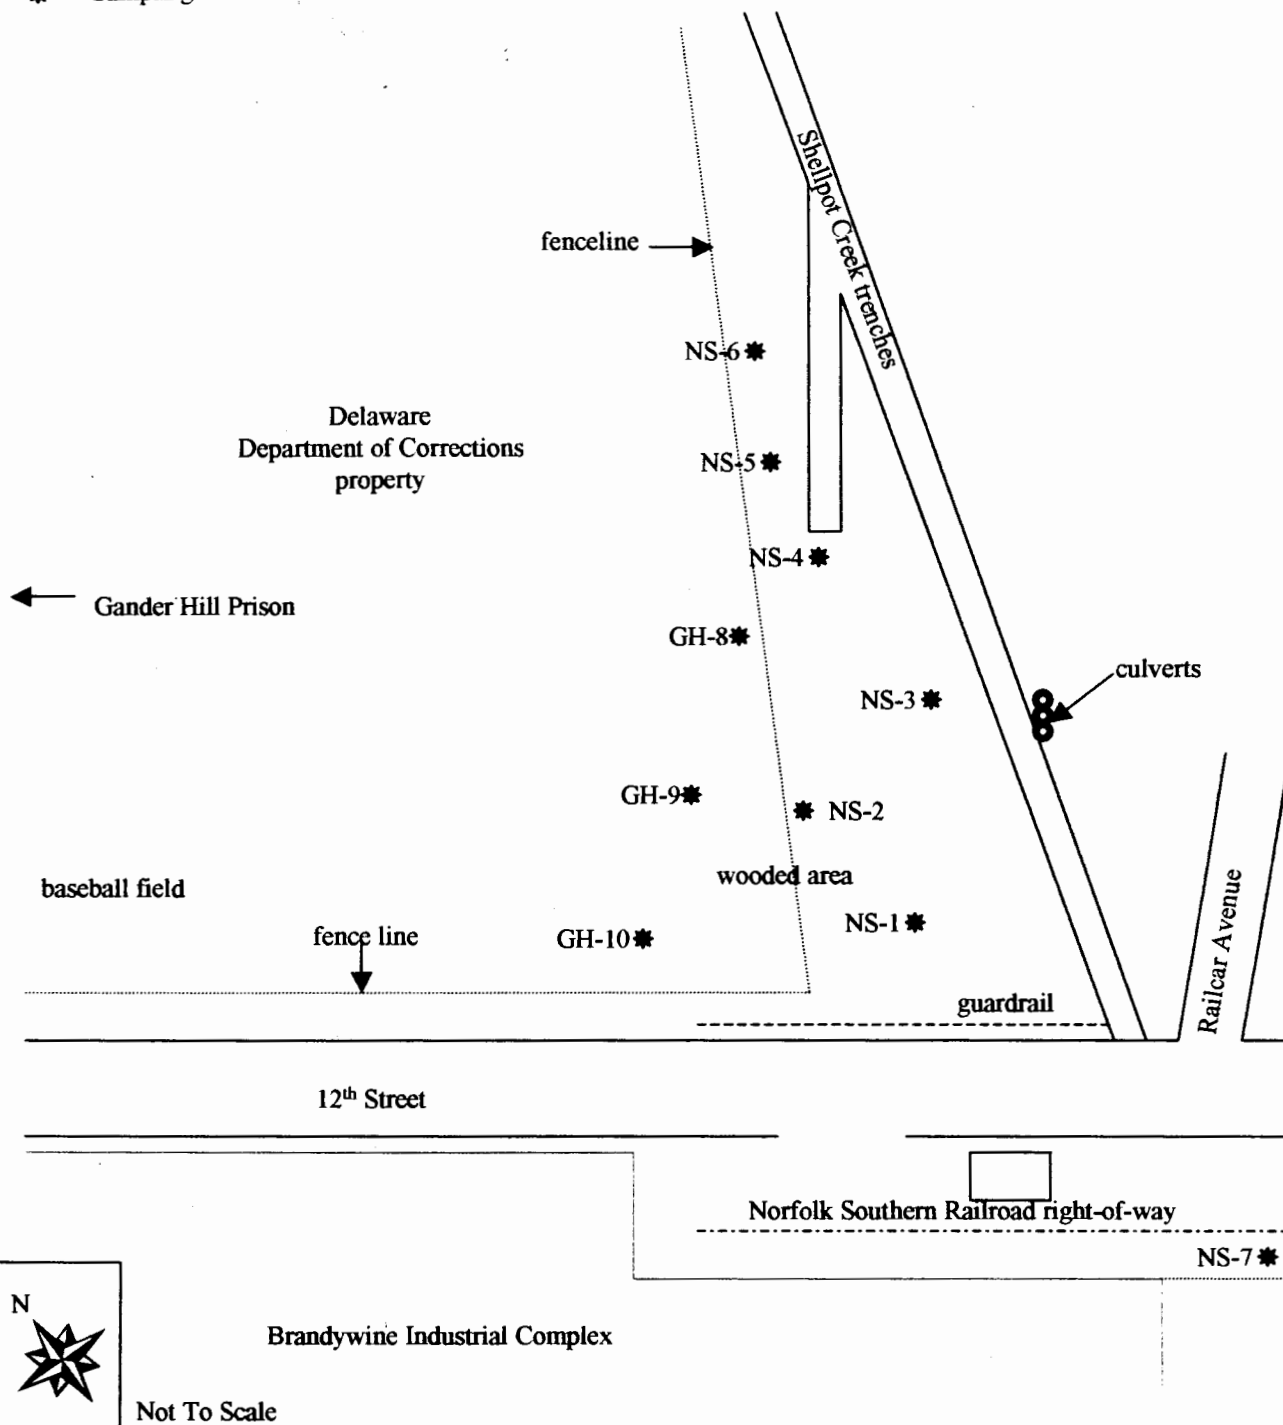 Shellpot Creek trenches
fenceline
NS-6
Delaware
Department of Corrections
property
NS-5
NS-4
Gander Hill Prison
GH-8
culverts
NS-3
GH-9
NS-2
wooded area
baseball field
NS-1
fence line
GH-10
Railcar Avenue
guardrail
12th Street
Norfolk Southern Railroad right-of-way
NS-7
N
Brandywine Industrial Complex
Not To Scale